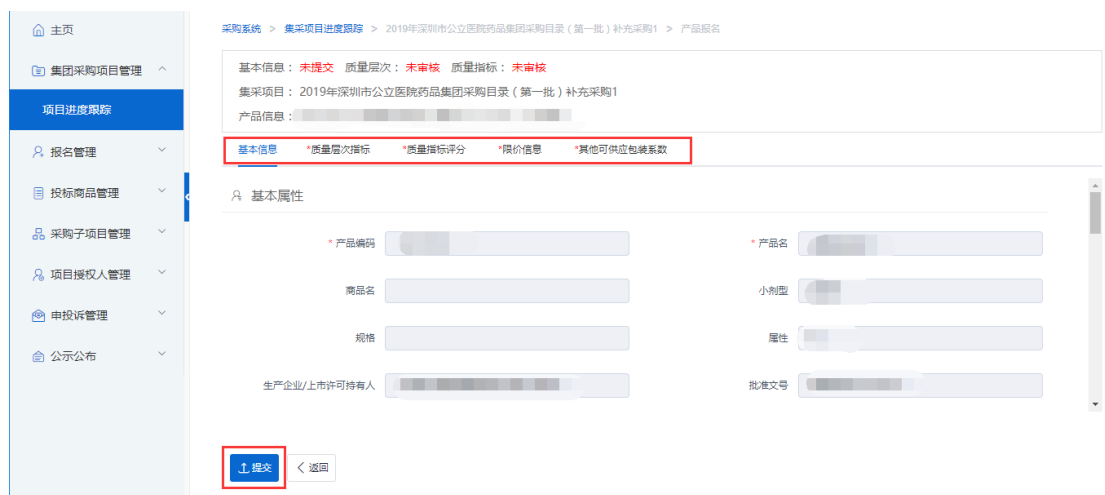 主页
集团采购项目管理
项目进度跟踪
报名管理
投标商品管理
采购子项目管理
项目授权人管理
申投诉管理
公示公布
采购系统 > 集采项目进度跟踪 > 2019年深圳市公立医院药品集团采购目录（第一批）补充采购1 > 产品报名
基本信息： 未提交 质量层次： 未审核 质量指标： 未审核
集采项目： 2019年深圳市公立医院药品集团采购目录（第一批）补充采购1
产品信息：
基本信息 *质量层次指标 *质量指标评分 *限价信息 *其他可供应包装系数
基本属性
* 产品编码 * 产品名
商品名 小剂型
规格 属性
生产企业/上市许可持有人 批准文号
提交 返回